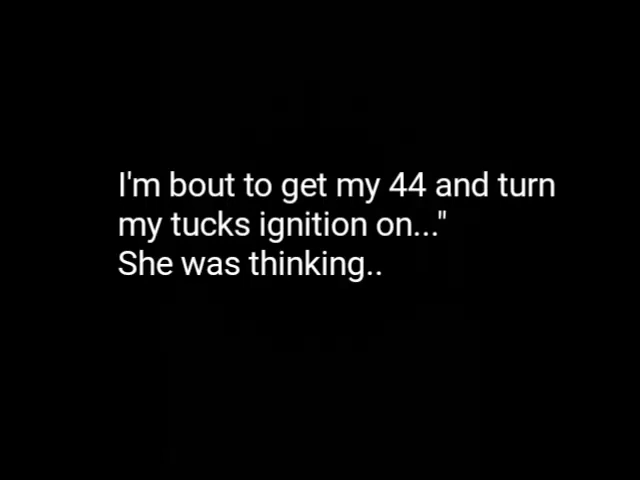 I'm bout to get my 44 and turn
my tucks ignition on..."
She was thinking..